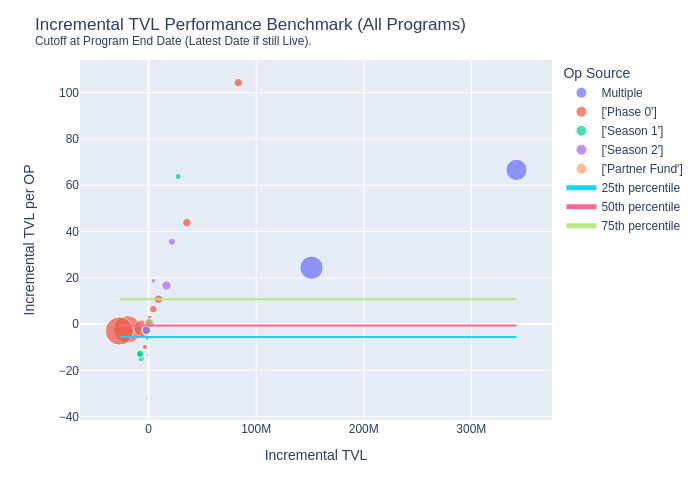 Incremental TVL Performance Benchmark (All Programs)
Cutoff at Program End Date (Latest Date if still Live).
Op Source
Multiple
['Phase 0']
['Season 1']
['Season 2']
['Partner Fund']
25th percentile
50th percentile
75th percentile
Incremental TVL per OP
100
80
60
40
20
0
−20
−40
0
100M
200M
300M
Incremental TVL